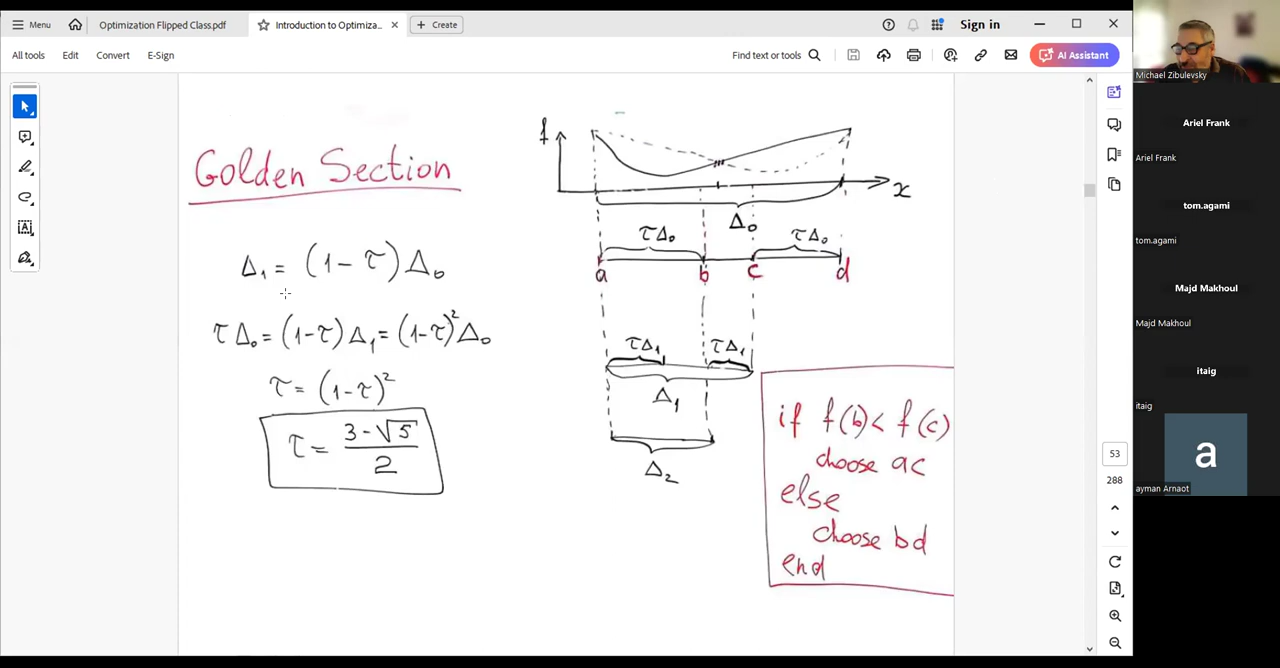 Menu
Optimization Flipped Class.pdf
Introduction to Optimiza...
Create
Sign in
All tools
Edit
Convert
E-Sign
Find text or tools
AI Assistant
Golden Section
Δ₁ = (1-τ)Δ₀
τΔ₀ = (1-τ)Δ₁ = (1-τ)²Δ₀
τ = (1-τ)²
τ = (3-√5)/2
f
x
Δ₀
τΔ₀
τΔ₀
a b c d
τΔ₁ τΔ₁
Δ₁
Δ₂
if f(b) < f(c)
choose ac
else
choose bd
end
53
288
Michael Zibulevsky
Ariel Frank
Ariel Frank
tom.agami
tom.agami
Majd Makhoul
Majd Makhoul
itaig
itaig
a
ayman Arnaot